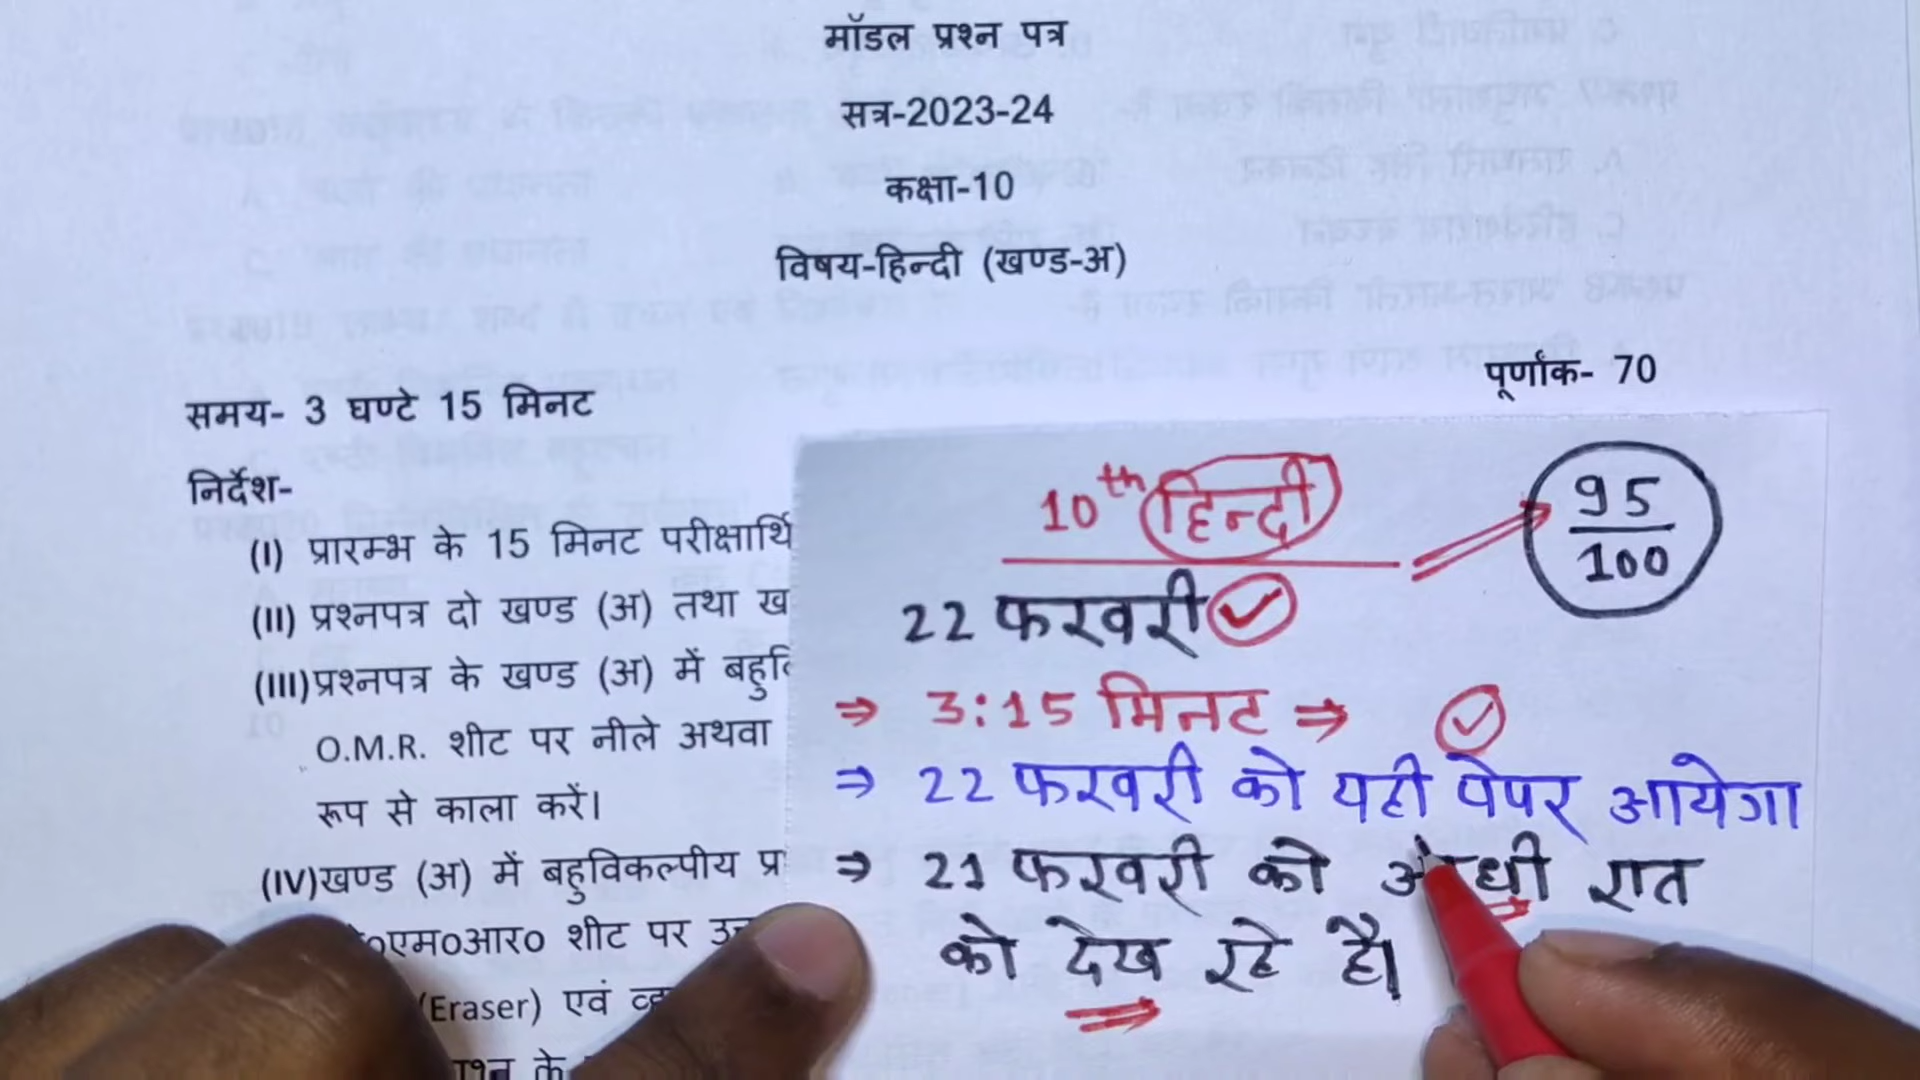 मॉडल प्रश्न पत्र
सत्र-2023-24
कक्षा-10
विषय-हिन्दी (खण्ड-अ)
पूर्णांक- 70
समय- 3 घण्टे 15 मिनट
निर्देश-
(I) प्रारम्भ के 15 मिनट
(II) प्रश्नपत्र दो खण्ड (अ) तथा
(III) प्रश्नपत्र के खण्ड (अ) में
O.M.R. शीट पर नीले अथवा
रूप से काला करें।
(IV) खण्ड (अ) में बहुविकल्पीय
एम०आर० शीट पर
(Eraser) एवं
के
10th हिन्दी
95
100
22 फरवरी
⇒ 3:15 मिनट ⇒
⇒ 22 फरवरी को यही पेपर आयेगा
⇒ 21 फरवरी को आधी रात
को देख रहे है।